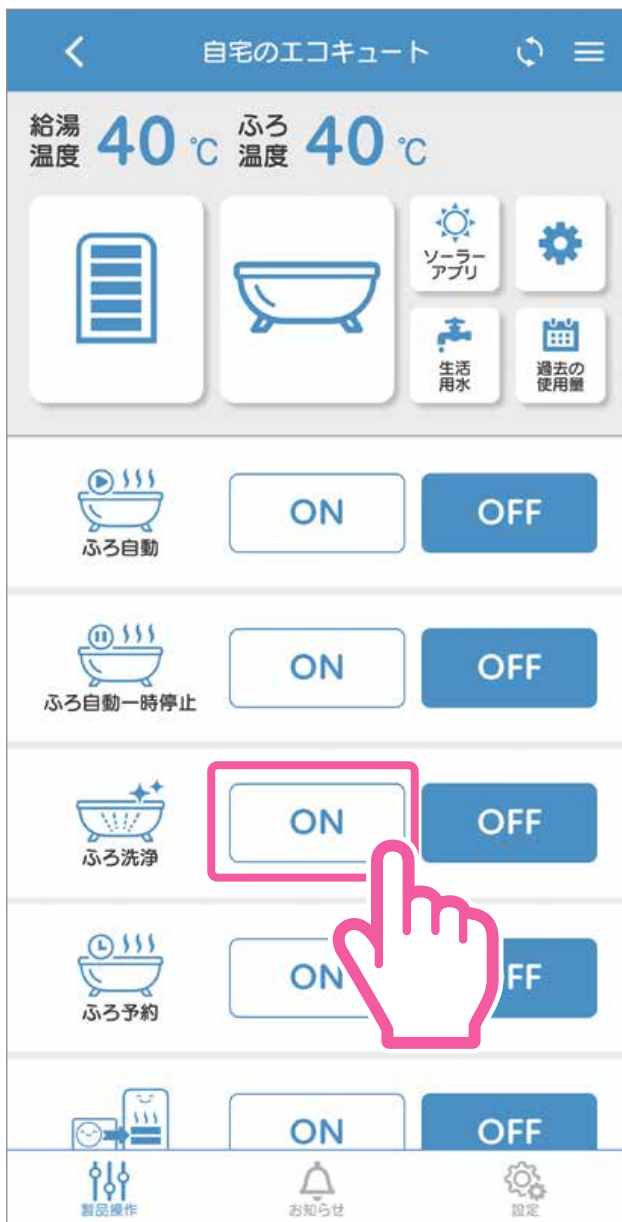 自宅のエコキュート
給湯
温度 40 ℃ ふろ
温度 40 ℃
ソーラー
アプリ
生活
用水
過去の
使用量
ふろ自動
ON
OFF
ふろ自動一時停止
ON
OFF
ふろ洗浄
ON
OFF
ふろ予約
ON
FF
ON
OFF
製品操作
お知らせ
設定